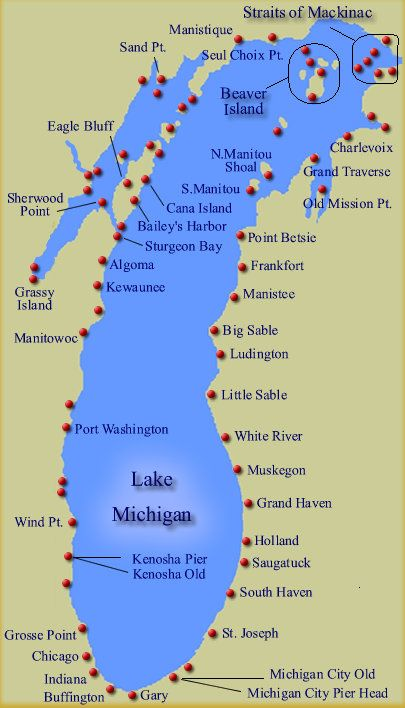 Straits of Mackinac
Manistique
Sand Pt.
Seul Choix Pt.
Beaver
Island
Eagle Bluff
Charlevoix
N.Manitou
Shoal
Grand Traverse
S.Manitou
Sherwood
Point
Old Mission Pt.
Cana Island
Bailey's Harbor
Sturgeon Bay
Point Betsie
Algoma
Frankfort
Grassy
Island
Kewaunee
Manistee
Manitowoc
Big Sable
Ludington
Little Sable
Port Washington
White River
Muskegon
Lake
Michigan
Grand Haven
Wind Pt.
Holland
Kenosha Pier
Kenosha Old
Saugatuck
South Haven
Grosse Point
St. Joseph
Chicago
Indiana
Michigan City Old
Buffington
Gary
Michigan City Pier Head